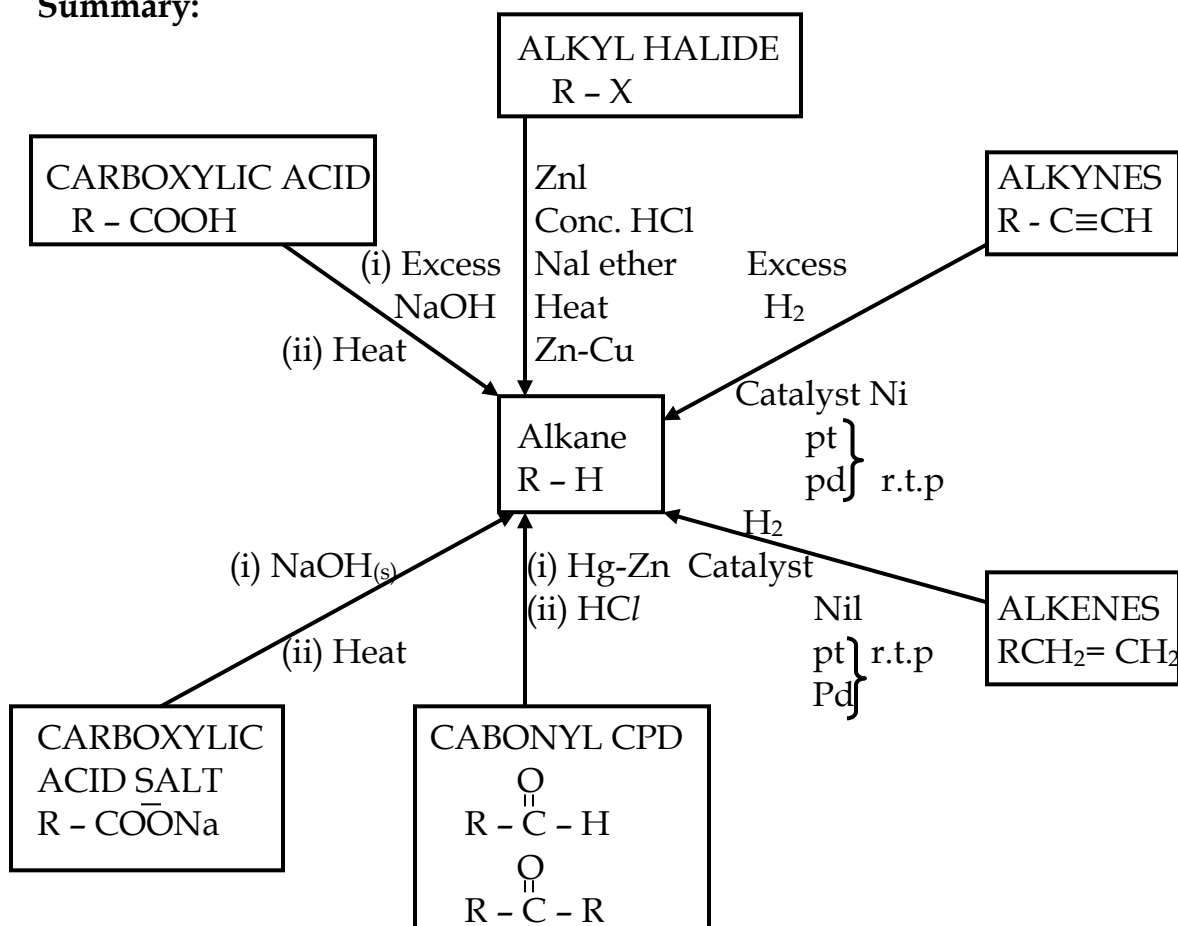 Summary:
ALKYL HALIDE
R – X
CARBOXYLIC ACID
R – COOH
ALKYNES
R - C≡CH
(i) Excess
NaOH
(ii) Heat
Znl
Conc. HCl
Nal ether
Heat
Zn-Cu
Excess
H₂
Catalyst Ni
pt
pd} r.t.p
Alkane
R – H
(i) NaOH(s)
(ii) Heat
(i) Hg-Zn
(ii) HCl
H₂
Catalyst
Nil
pt} r.t.p
Pd
ALKENES
RCH₂= CH₂
CARBOXYLIC
ACID SALT
R – COŌNa
CABONYL CPD
O
R – C – H
O
R – C – R